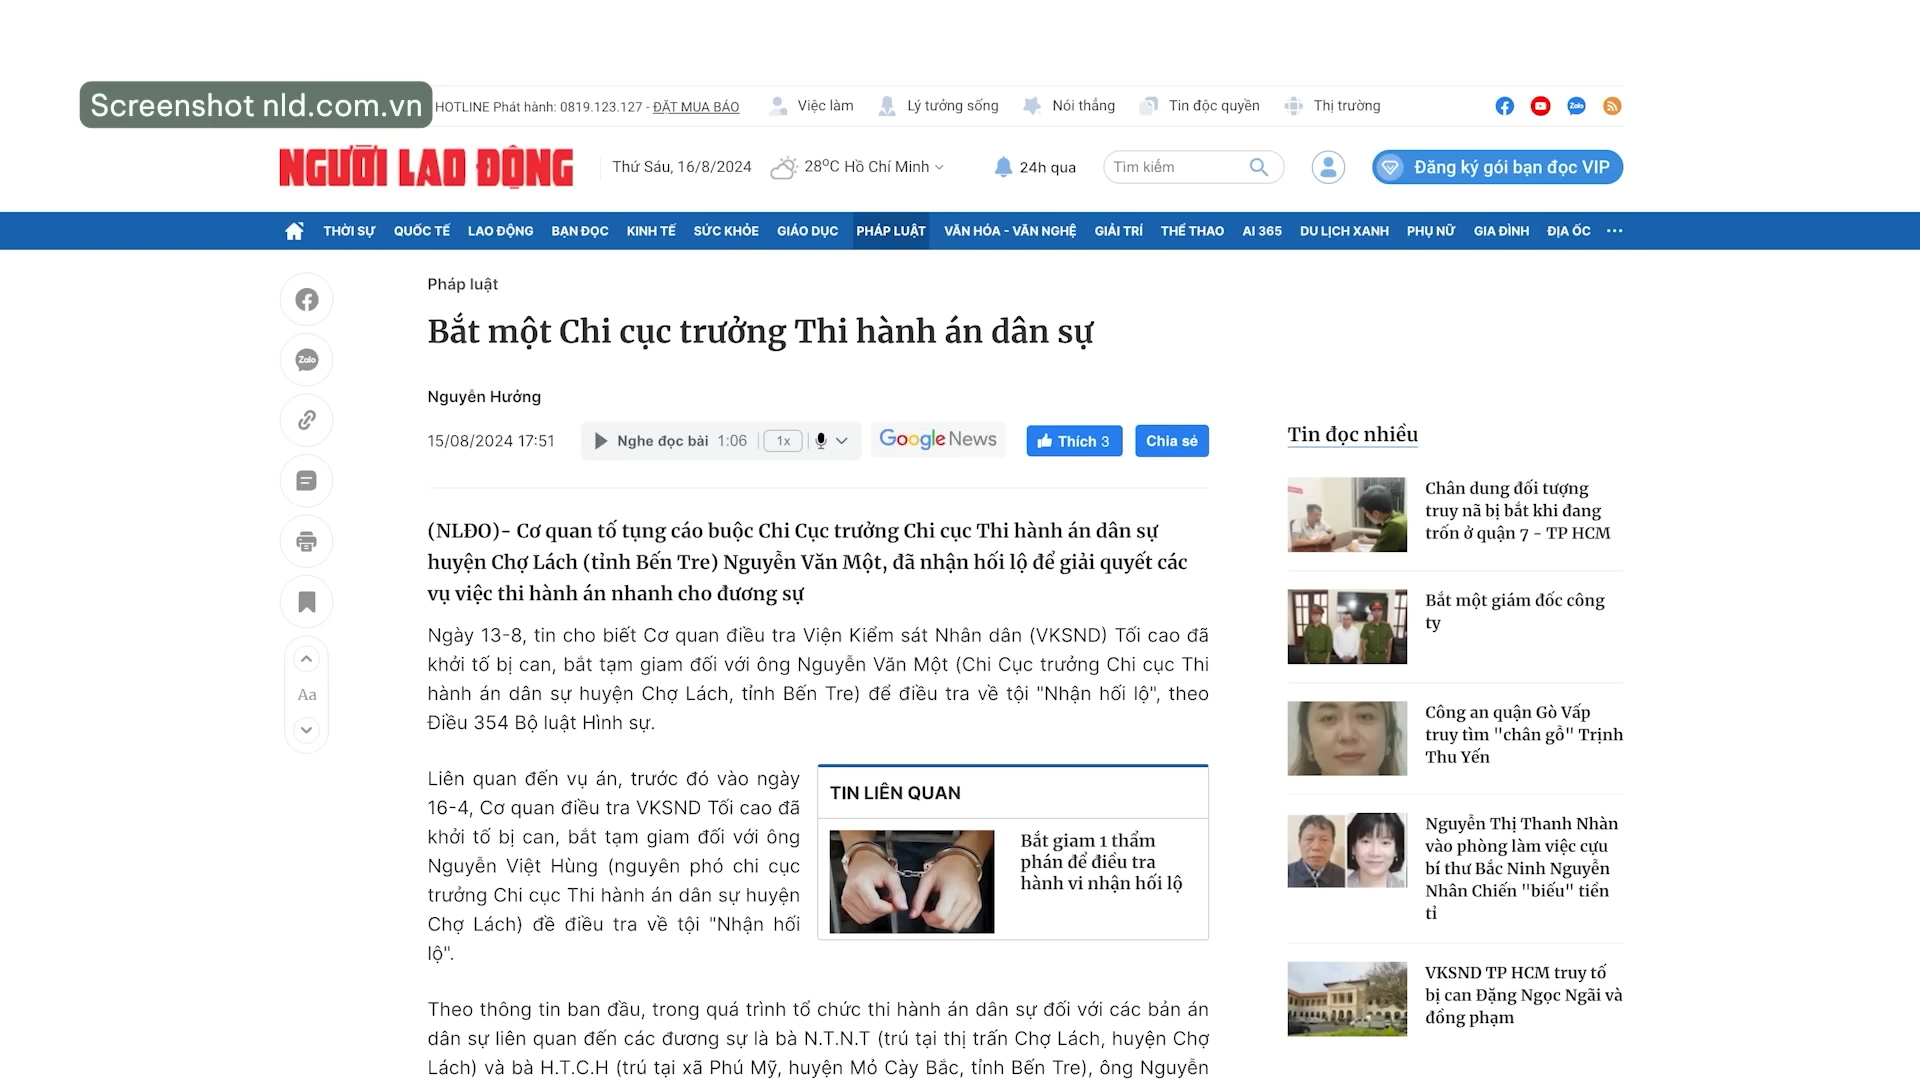 Screenshot nld.com.vn
HOTLINE Phát hành: 0819.123.127 - ĐẶT MUA BÁO
Việc làm
Lý tưởng sống
Nói thẳng
Tin độc quyền
Thị trường
Zalo
NGƯỜI LAO ĐỘNG
Thứ Sáu, 16/8/2024
28°C Hồ Chí Minh
24h qua
Tìm kiếm
Đăng ký gói bạn đọc VIP
THỜI SỰ QUỐC TẾ LAO ĐỘNG BẠN ĐỌC KINH TẾ SỨC KHỎE GIÁO DỤC PHÁP LUẬT VĂN HÓA - VĂN NGHỆ GIẢI TRÍ THỂ THAO AI 365 DU LỊCH XANH PHỤ NỮ GIA ĐÌNH ĐỊA ỐC
Pháp luật
Bắt một Chi cục trưởng Thi hành án dân sự
Zalo
Aa
Nguyễn Hưởng
15/08/2024 17:51
Nghe đọc bài 1:06 1x
Google News
Thích 3
Chia sẻ
(NLĐO)- Cơ quan tố tụng cáo buộc Chi Cục trưởng Chi cục Thi hành án dân sự
huyện Chợ Lách (tỉnh Bến Tre) Nguyễn Văn Một, đã nhận hối lộ để giải quyết các
vụ việc thi hành án nhanh cho đương sự
Ngày 13-8, tin cho biết Cơ quan điều tra Viện Kiểm sát Nhân dân (VKSND) Tối cao đã
khởi tố bị can, bắt tạm giam đối với ông Nguyễn Văn Một (Chi Cục trưởng Chi cục Thi
hành án dân sự huyện Chợ Lách, tỉnh Bến Tre) để điều tra về tội "Nhận hối lộ", theo
Điều 354 Bộ luật Hình sự.
Liên quan đến vụ án, trước đó vào ngày
16-4, Cơ quan điều tra VKSND Tối cao đã
khởi tố bị can, bắt tạm giam đối với ông
Nguyễn Việt Hùng (nguyên phó chi cục
trưởng Chi cục Thi hành án dân sự huyện
Chợ Lách) đề điều tra về tội "Nhận hối
lộ".
TIN LIÊN QUAN
Bắt giam 1 thẩm
phán để điều tra
hành vi nhận hối lộ
Theo thông tin ban đầu, trong quá trình tổ chức thi hành án dân sự đối với các bản án
dân sự liên quan đến các đương sự là bà N.T.N.T (trú tại thị trấn Chợ Lách, huyện Chợ
Lách) và bà H.T.C.H (trú tại xã Phú Mỹ, huyện Mỏ Cày Bắc, tỉnh Bến Tre), ông Nguyễn
Tin đọc nhiều
Chân dung đối tượng
truy nã bị bắt khi đang
trốn ở quận 7 - TP HCM
Bắt một giám đốc công
ty
Công an quận Gò Vấp
truy tìm "chân gỗ" Trịnh
Thu Yến
Nguyễn Thị Thanh Nhàn
vào phòng làm việc cựu
bí thư Bắc Ninh Nguyễn
Nhân Chiến "biếu" tiền
tỉ
VKSND TP HCM truy tố
bị can Đặng Ngọc Ngãi và
đồng phạm